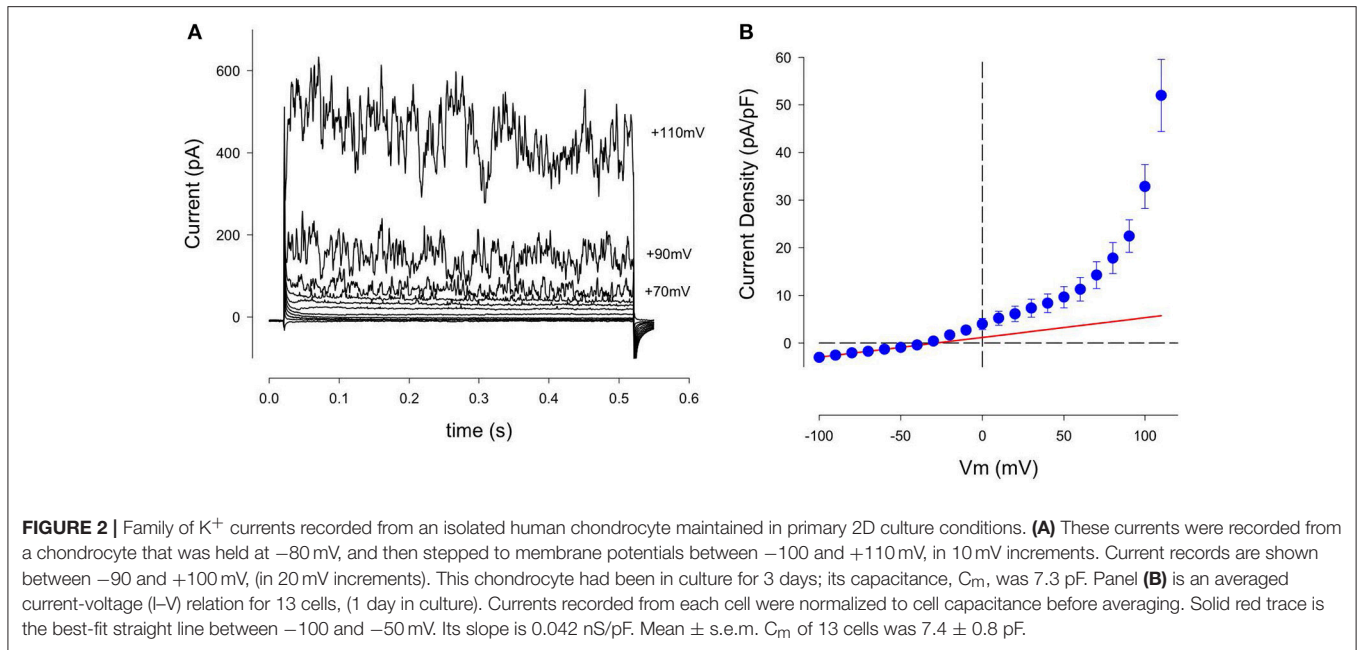 A
Current (pA)
600
400
200
0
+110mV
+90mV
+70mV
0.0 0.1 0.2 0.3 0.4 0.5 0.6
time (s)
B
Current Density (pA/pF)
60
50
40
30
20
10
0
-100 -50 0 50 100
Vm (mV)
FIGURE 2 | Family of K+ currents recorded from an isolated human chondrocyte maintained in primary 2D culture conditions. (A) These currents were recorded from
a chondrocyte that was held at −80 mV, and then stepped to membrane potentials between −100 and +110 mV, in 10 mV increments. Current records are shown
between −90 and +100 mV, (in 20 mV increments). This chondrocyte had been in culture for 3 days; its capacitance, Cm, was 7.3 pF. Panel (B) is an averaged
current-voltage (I–V) relation for 13 cells, (1 day in culture). Currents recorded from each cell were normalized to cell capacitance before averaging. Solid red trace is
the best-fit straight line between −100 and −50 mV. Its slope is 0.042 nS/pF. Mean ± s.e.m. Cm of 13 cells was 7.4 ± 0.8 pF.